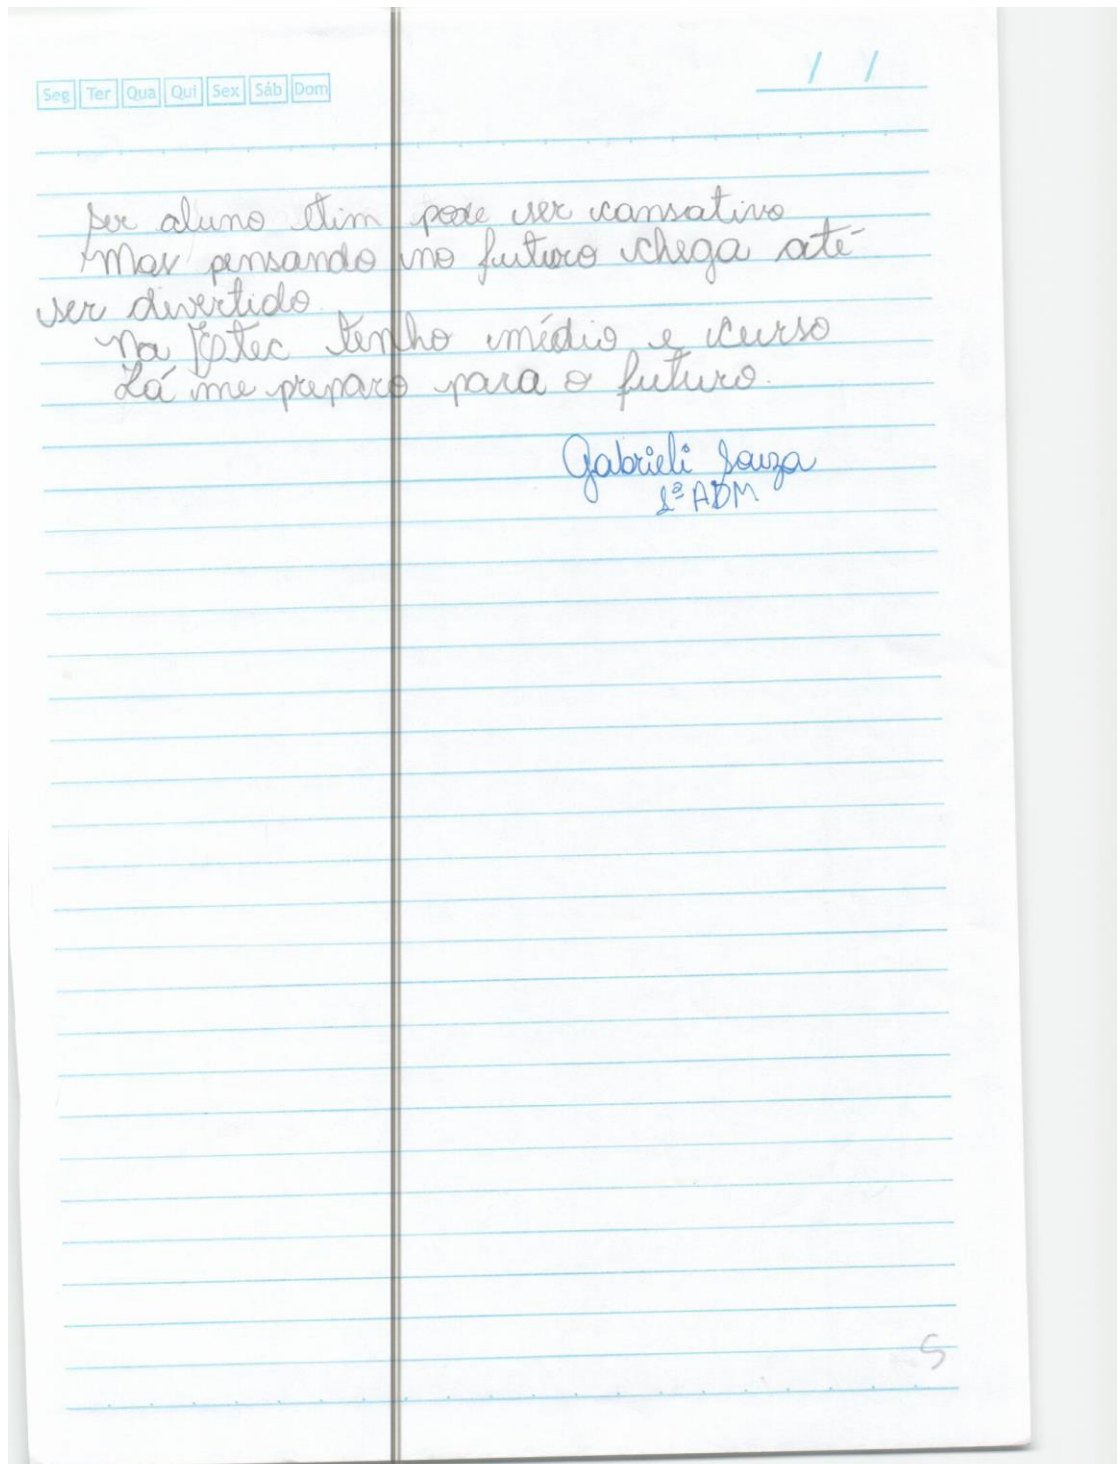 Seg Ter Qua Qui Sex Sáb Dom
/ /
Ser aluno Etim pode ser cansativo
Mas pensando no futuro chega até
ser divertido.
Na Etec tenho médio e curso
Lá me preparo para o futuro.
Gabrieli Souza
1ª ADM
5